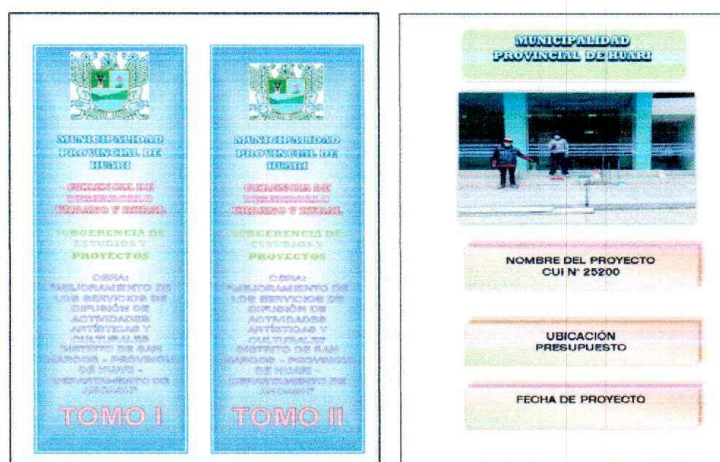 MUNICIPALIDAD
PROVINCIAL DE
HUARI
GERENCIA DE
DESARROLLO
URBANO Y RURAL
SUBGERENCIA DE
ESTUDIOS Y
PROYECTOS
OBRA:
"MEJORAMIENTO DE
LOS SERVICIOS DE
DIFUSIÓN DE
ACTIVIDADES
ARTÍSTICAS Y
CULTURALES
DISTRITO DE SAN
MARCOS - PROVINCIA
DE HUARI -
DEPARTAMENTO DE
ANCASH"
TOMO I
MUNICIPALIDAD
PROVINCIAL DE
HUARI
GERENCIA DE
DESARROLLO
URBANO Y RURAL
SUBGERENCIA DE
ESTUDIOS Y
PROYECTOS
OBRA:
"MEJORAMIENTO DE
LOS SERVICIOS DE
DIFUSIÓN DE
ACTIVIDADES
ARTÍSTICAS Y
CULTURALES
DISTRITO DE SAN
MARCOS - PROVINCIA
DE HUARI -
DEPARTAMENTO DE
ANCASH"
TOMO II
MUNICIPALIDAD
PROVINCIAL DE HUARI
NOMBRE DEL PROYECTO
CUI N° 25200
UBICACIÓN
PRESUPUESTO
FECHA DE PROYECTO